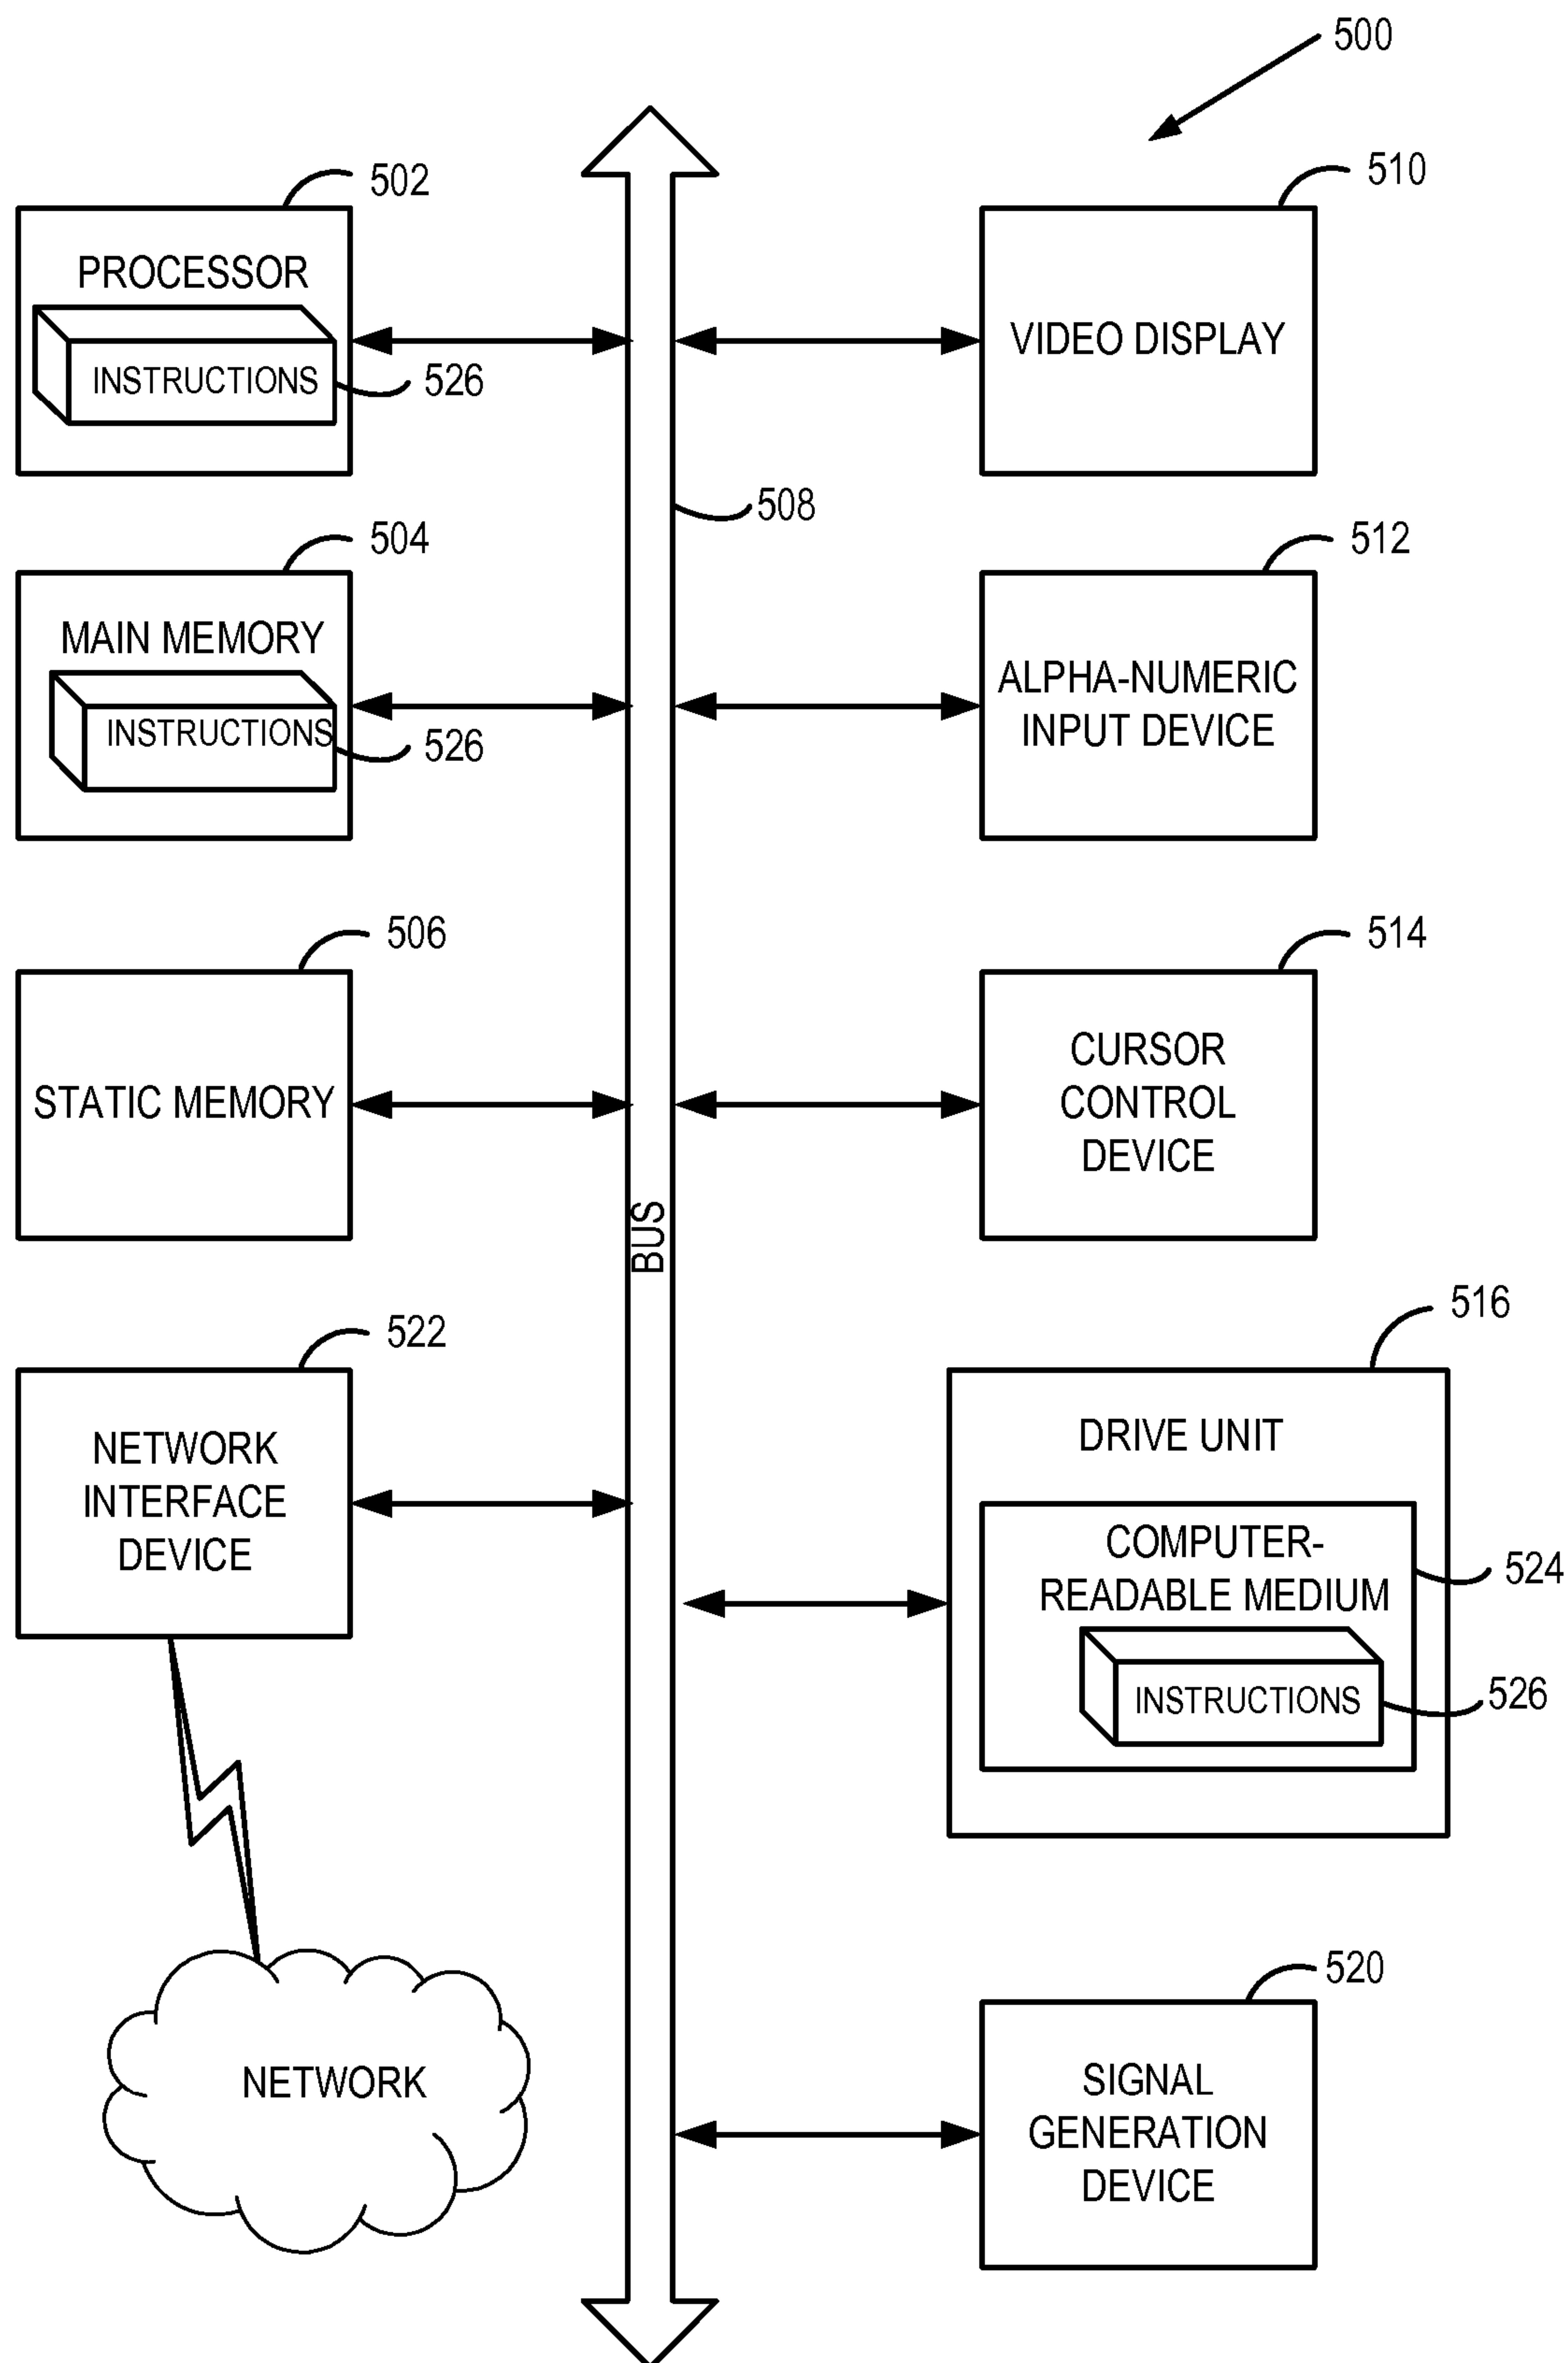 500
502
PROCESSOR
INSTRUCTIONS
526
510
VIDEO DISPLAY
508
504
MAIN MEMORY
INSTRUCTIONS
526
512
ALPHA-NUMERIC
INPUT DEVICE
506
STATIC MEMORY
514
CURSOR
CONTROL
DEVICE
BUS
522
NETWORK
INTERFACE
DEVICE
516
DRIVE UNIT
COMPUTER-
READABLE MEDIUM
524
INSTRUCTIONS
526
NETWORK
520
SIGNAL
GENERATION
DEVICE